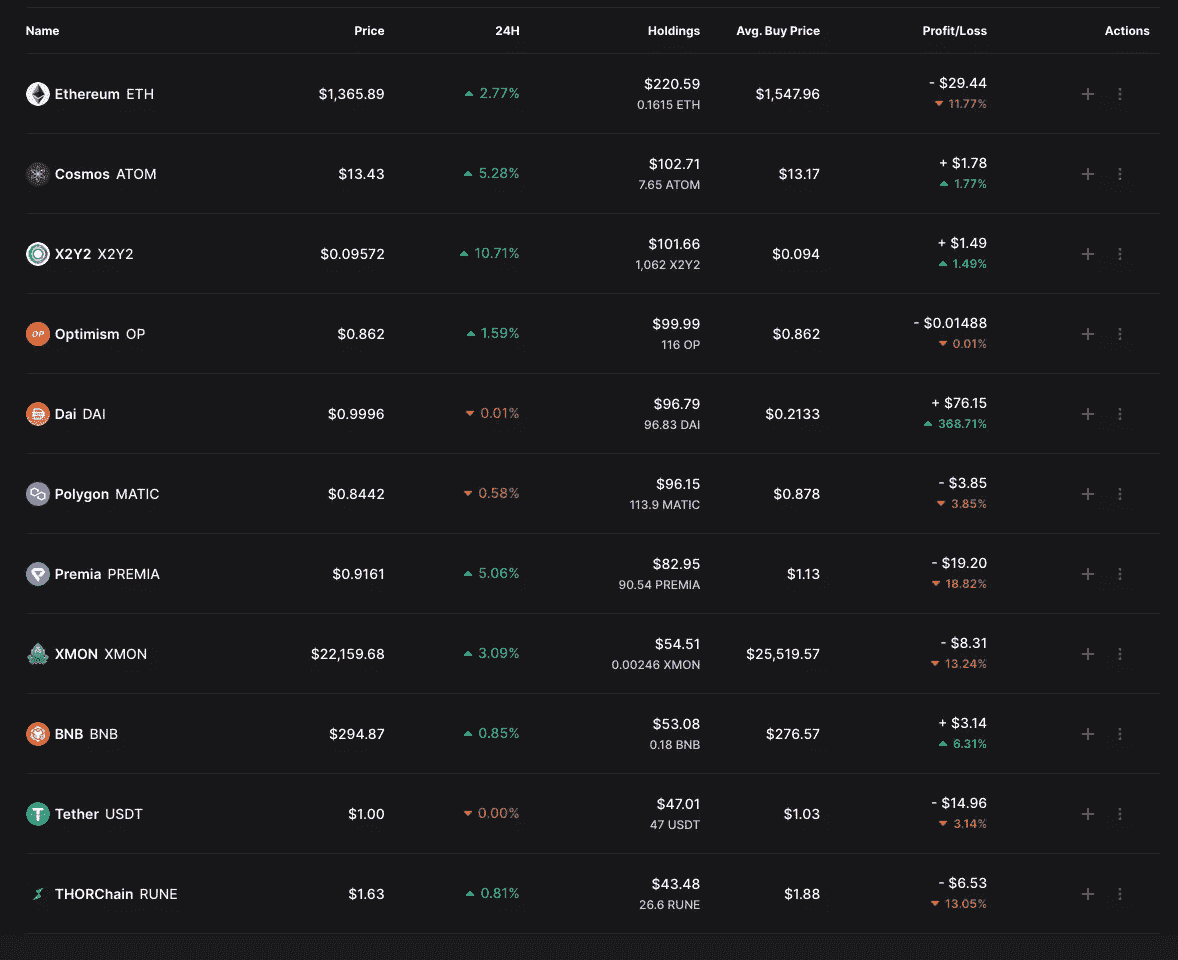 Name Price 24H Holdings Avg. Buy Price Profit/Loss Actions
$220.59 - $29.44
Ethereum ETH $1,365.89 2.77% $1,547.96
0.1615 ETH 11.77%
$102.71 + $1.78
Cosmos ATOM $13.43 5.28% $13.17
7.65 ATOM 1.77%
$101.66 + $1.49
X2Y2 X2Y2 $0.09572 10.71% $0.094
1,062 X2Y2 1.49%
$99.99 - $0.01488
OP Optimism OP $0.862 1.59% $0.862
116 OP 0.01%
$96.79 + $76.15
Dai DAI $0.9996 0.01% $0.2133
96.83 DAI 368.71%
$96.15 - $3.85
Polygon MATIC $0.8442 0.58% $0.878
113.9 MATIC 3.85%
$82.95 - $19.20
Premia PREMIA $0.9161 5.06% $1.13
90.54 PREMIA 18.82%
$54.51 - $8.31
XMON XMON $22,159.68 3.09% $25,519.57
0.00246 XMON 13.24%
$53.08 + $3.14
BNB BNB $294.87 0.85% $276.57
0.18 BNB 6.31%
$47.01 - $14.96
Tether USDT $1.00 0.00% $1.03
47 USDT 3.14%
$43.48 - $6.53
THORChain RUNE $1.63 0.81% $1.88
26.6 RUNE 13.05%